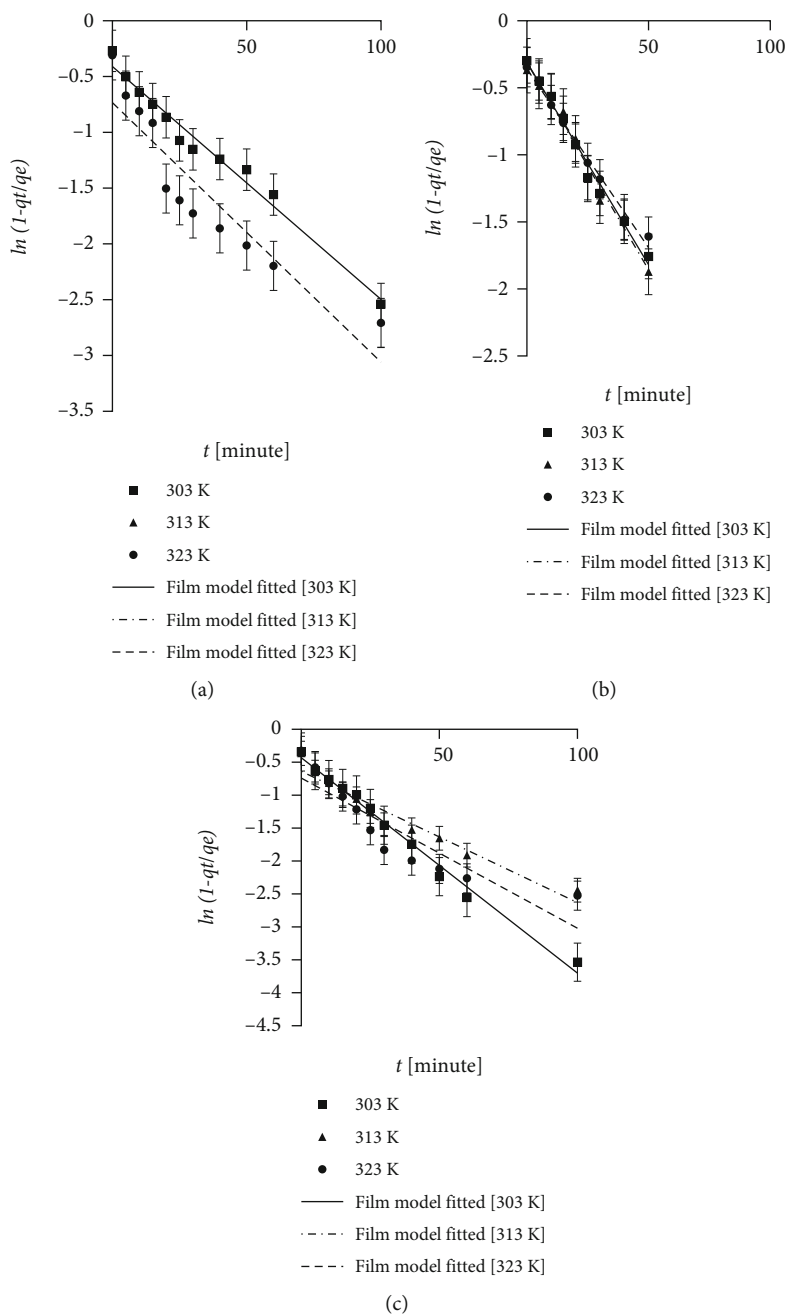 0 50 100
0
−0.5
−1
−1.5
−2
−2.5
−3
−3.5
ln (1-qt/qe)
t [minute]
303 K
313 K
323 K
Film model fitted [303 K]
Film model fitted [313 K]
Film model fitted [323 K]
(a)
0 50 100
0
−0.5
−1
−1.5
−2
−2.5
ln (1-qt/qe)
t [minute]
303 K
313 K
323 K
Film model fitted [303 K]
Film model fitted [313 K]
Film model fitted [323 K]
(b)
0 50 100
0
−0.5
−1
−1.5
−2
−2.5
−3
−3.5
−4
−4.5
ln (1-qt/qe)
t [minute]
303 K
313 K
323 K
Film model fitted [303 K]
Film model fitted [313 K]
Film model fitted [323 K]
(c)